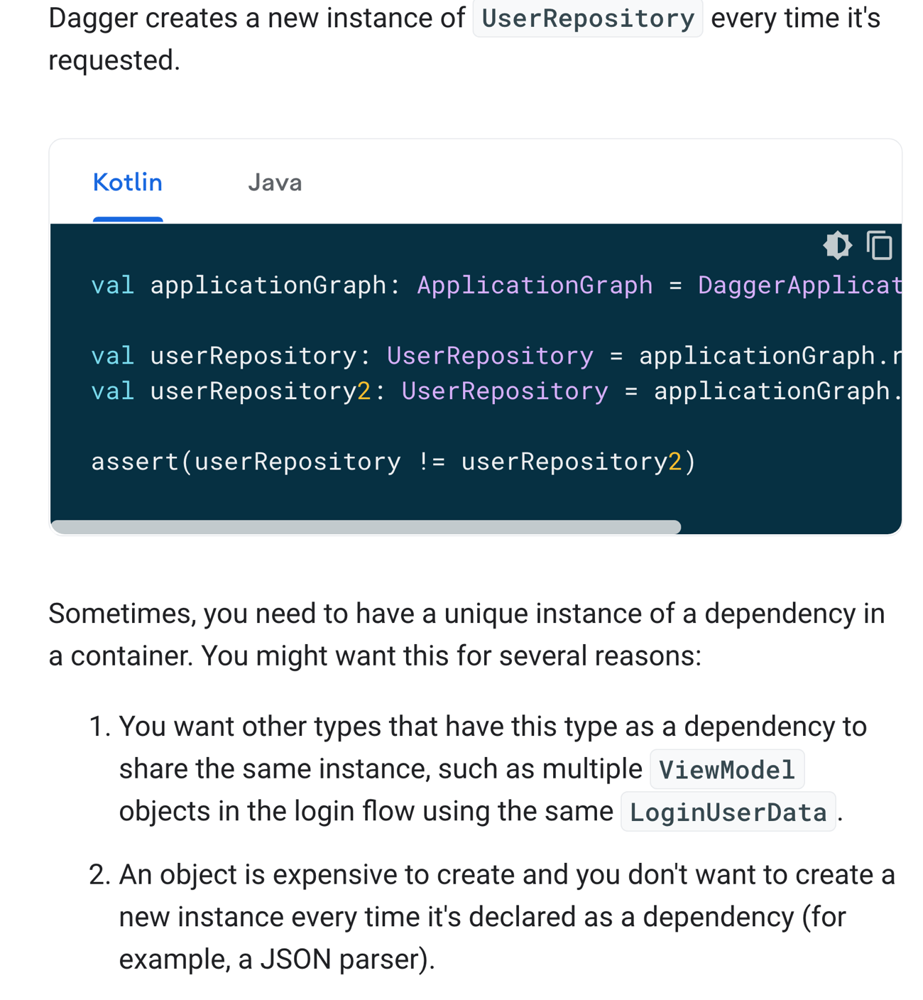 Dagger creates a new instance of UserRepository every time it's
requested.
Kotlin Java
val applicationGraph: ApplicationGraph = DaggerApplicat
val userRepository: UserRepository = applicationGraph.r
val userRepository2: UserRepository = applicationGraph.
assert(userRepository != userRepository2)
Sometimes, you need to have a unique instance of a dependency in
a container. You might want this for several reasons:
1. You want other types that have this type as a dependency to
share the same instance, such as multiple ViewModel
objects in the login flow using the same LoginUserData.
2. An object is expensive to create and you don't want to create a
new instance every time it's declared as a dependency (for
example, a JSON parser).